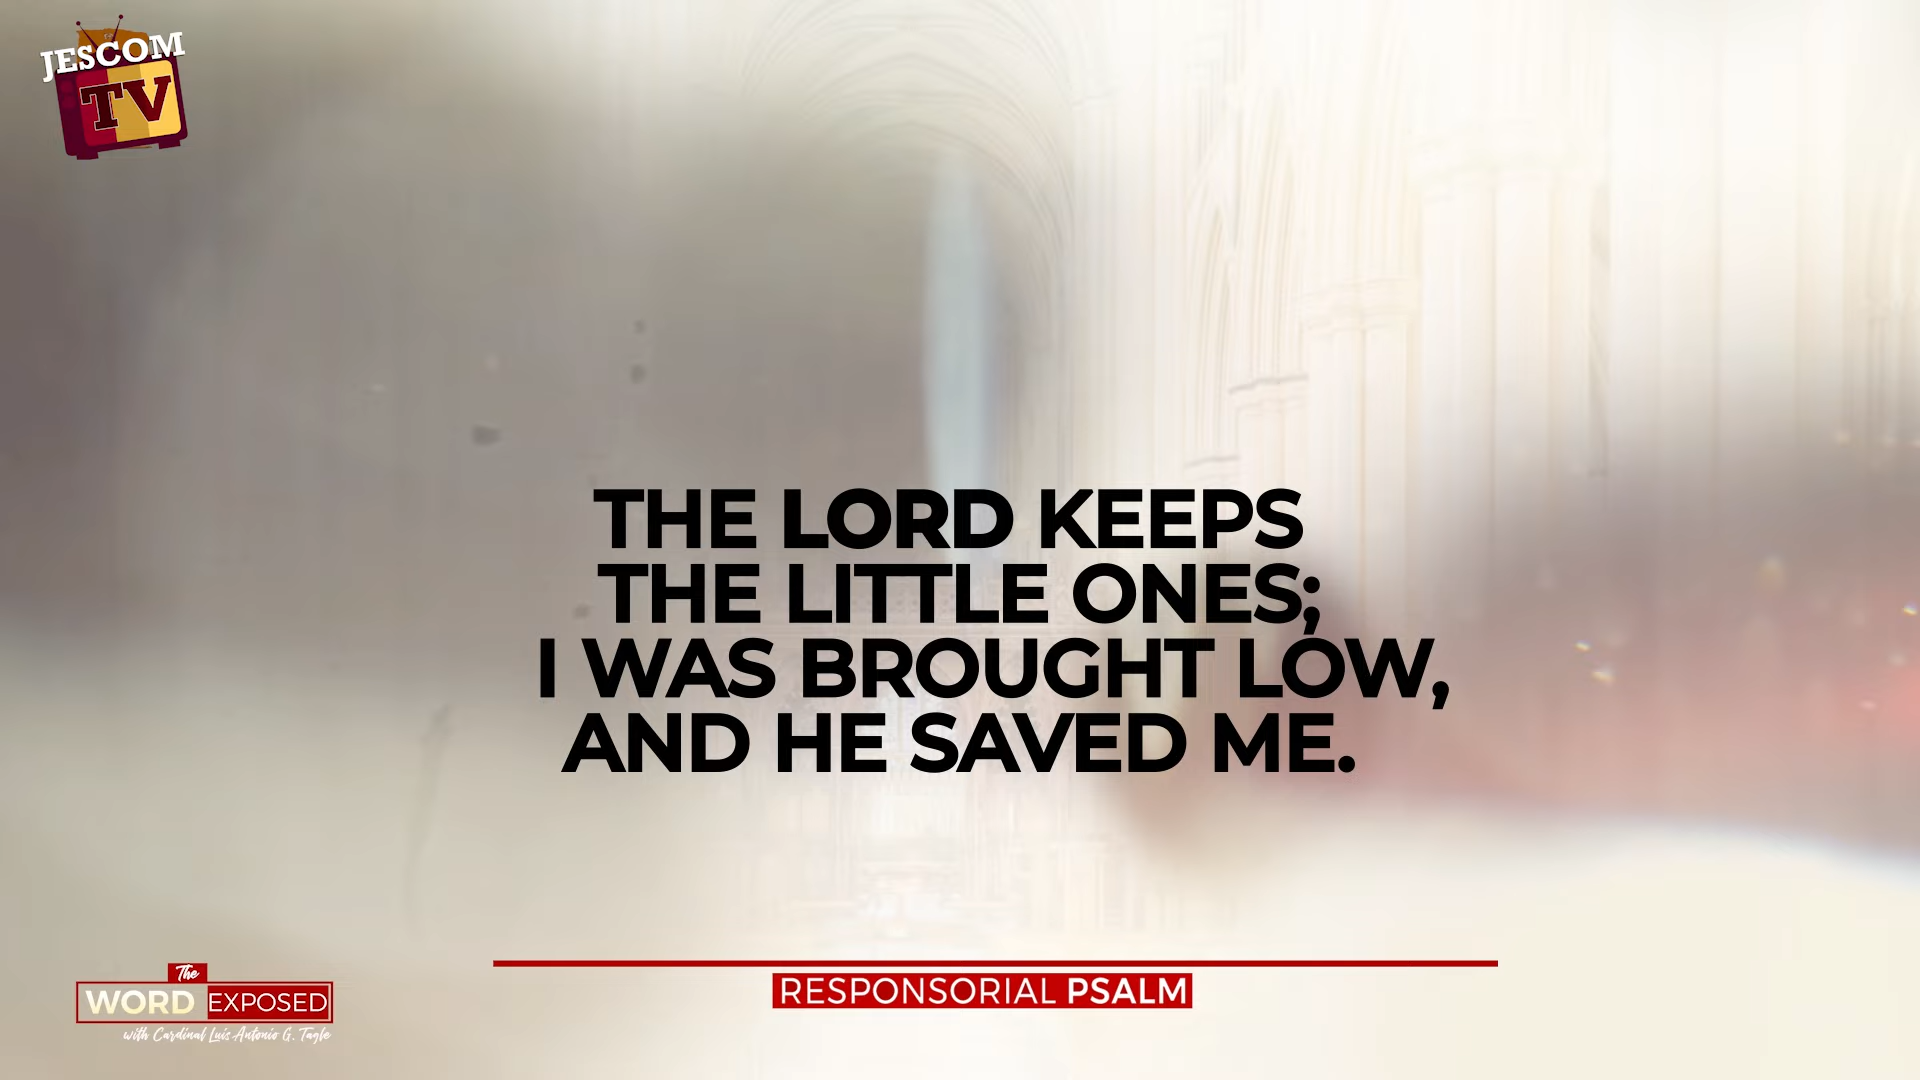 JESCOM
TV
THE LORD KEEPS
THE LITTLE ONES;
I WAS BROUGHT LOW,
AND HE SAVED ME.
RESPONSORIAL PSALM
The
WORD EXPOSED
with Cardinal Luis Antonio G. Tagle